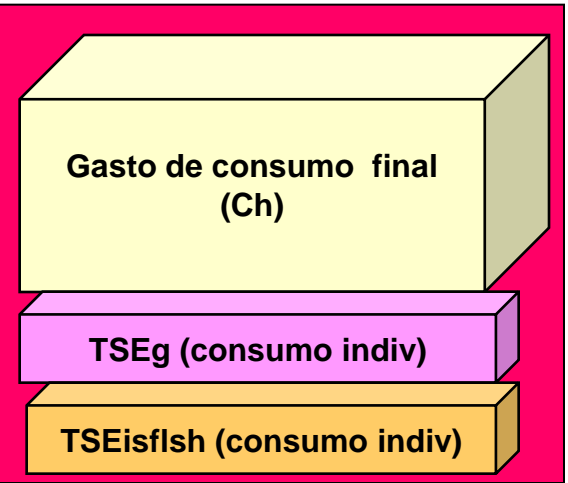 Gasto de consumo final
(Ch)
TSEg (consumo indiv)
TSEisflsh (consumo indiv)